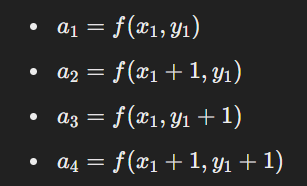 • a₁ = f(x₁, y₁)
• a₂ = f(x₁ + 1, y₁)
• a₃ = f(x₁, y₁ + 1)
• a₄ = f(x₁ + 1, y₁ + 1)